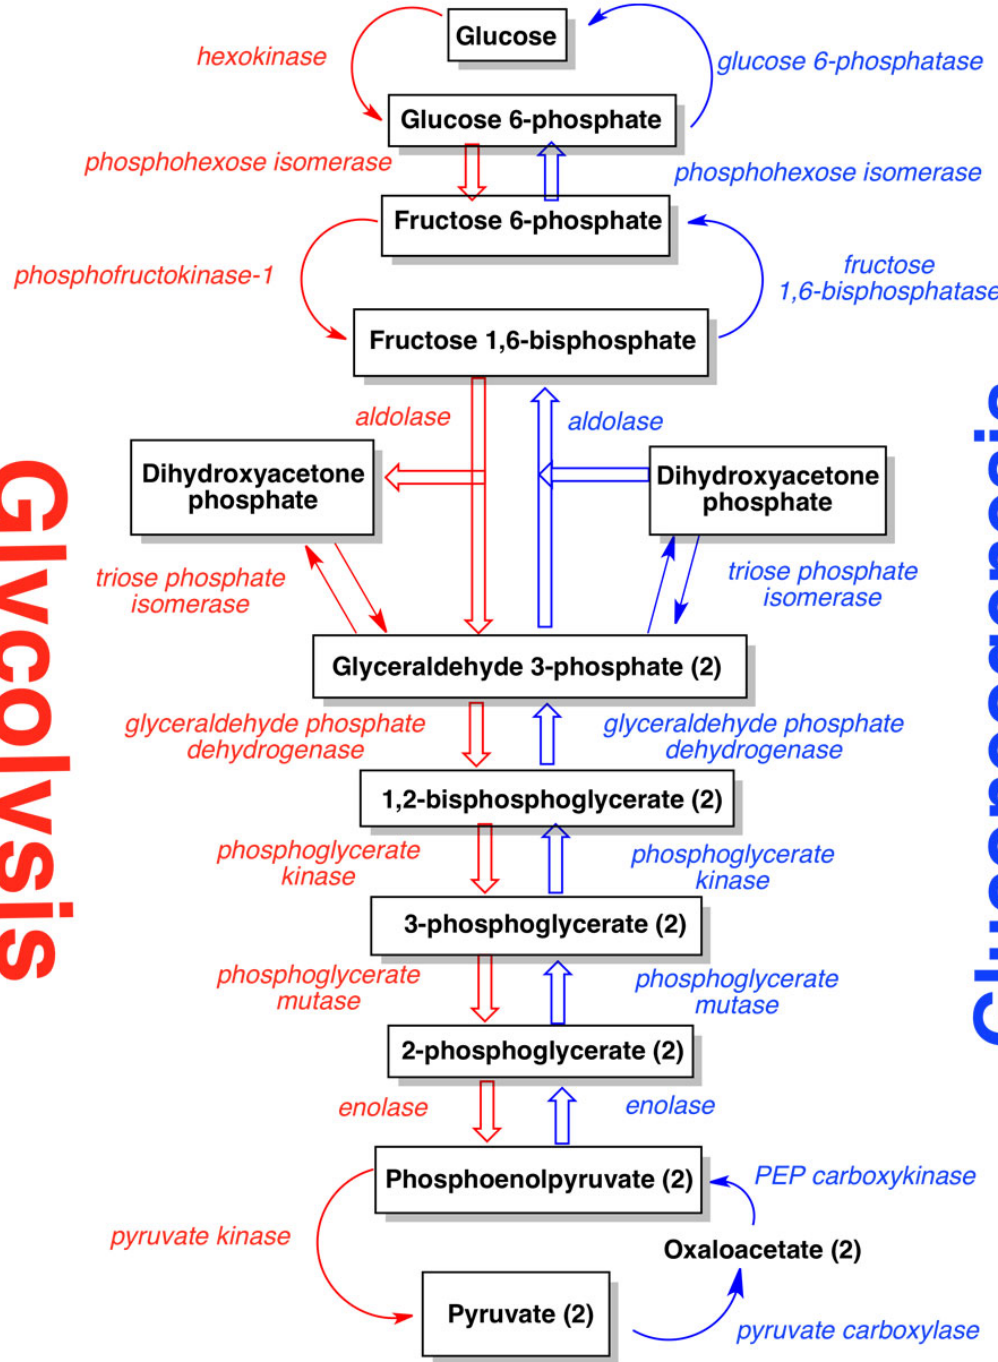 Glucose
hexokinase
glucose 6-phosphatase
Glucose 6-phosphate
phosphohexose isomerase
phosphohexose isomerase
Fructose 6-phosphate
phosphofructokinase-1
fructose
1,6-bisphosphatase
Fructose 1,6-bisphosphate
aldolase
aldolase
Dihydroxyacetone
phosphate
Dihydroxyacetone
phosphate
triose phosphate
isomerase
triose phosphate
isomerase
Glyceraldehyde 3-phosphate (2)
glyceraldehyde phosphate
dehydrogenase
glyceraldehyde phosphate
dehydrogenase
1,2-bisphosphoglycerate (2)
phosphoglycerate
kinase
phosphoglycerate
kinase
3-phosphoglycerate (2)
phosphoglycerate
mutase
phosphoglycerate
mutase
2-phosphoglycerate (2)
enolase
enolase
Phosphoenolpyruvate (2)
PEP carboxykinase
pyruvate kinase
Oxaloacetate (2)
Pyruvate (2)
pyruvate carboxylase
Glycolysis